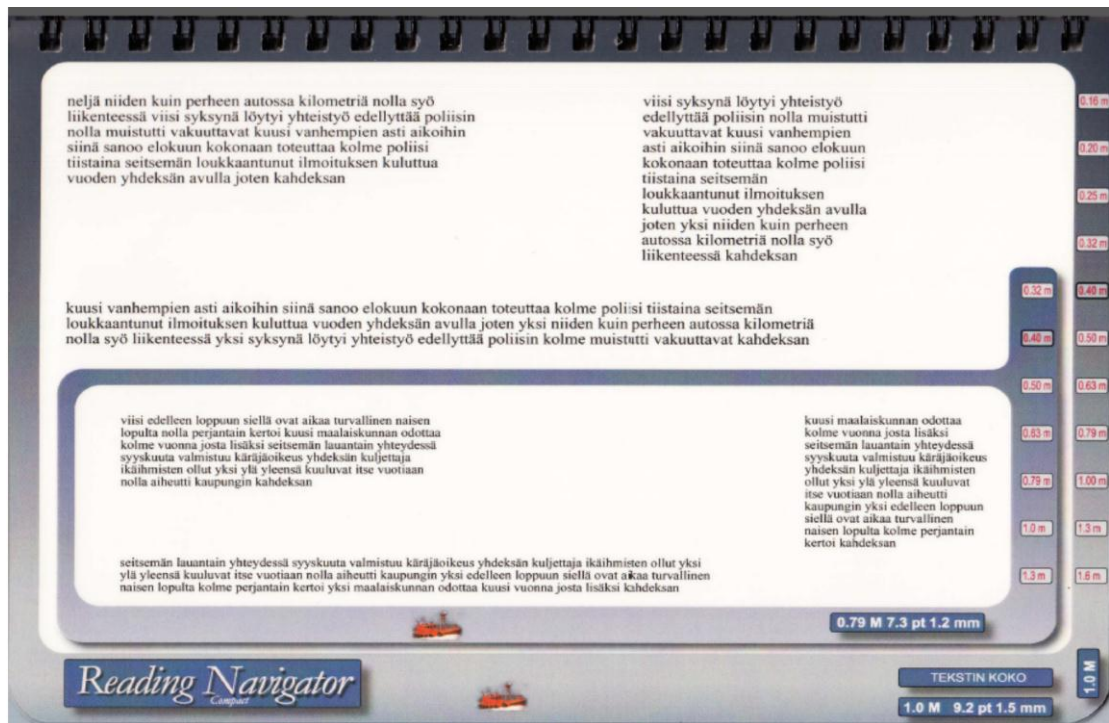 neljä niiden kuin perheen autossa kilometriä nolla syö
liikenteessä viisi syksynä löytyi yhteistyö edellyttää poliisin
nolla muistutti vakuuttavat kuusi vanhempien asti aikoihin
siinä sanoo elokuun kokonaan toteuttaa kolme poliisi
tiistaina seitsemän loukkaantunut ilmoituksen kuluttua
vuoden yhdeksän avulla joten kahdeksan
viisi syksynä löytyi yhteistyö
edellyttää poliisin nolla muistutti
vakuuttavat kuusi vanhempien
asti aikoihin siinä sanoo elokuun
kokonaan toteuttaa kolme poliisi
tiistaina seitsemän
loukkaantunut ilmoituksen
kuluttua vuoden yhdeksän avulla
joten yksi niiden kuin perheen
autossa kilometriä nolla syö
liikenteessä kahdeksan
kuusi vanhempien asti aikoihin siinä sanoo elokuun kokonaan toteuttaa kolme poliisi tiistaina seitsemän
loukkaantunut ilmoituksen kuluttua vuoden yhdeksän avulla joten yksi niiden kuin perheen autossa kilometriä
nolla syö liikenteessä yksi syksynä löytyi yhteistyö edellyttää poliisin kolme muistutti vakuuttavat kahdeksan
viisi edelleen loppuun siellä ovat aikaa turvallinen naisen
lopulta nolla perjantain kertoi kuusi maalaiskunnan odottaa
kolme vuonna josta lisäksi seitsemän lauantain yhteydessä
syyskuuta valmistuu käräjäoikeus yhdeksän kuljettaja
ikäihmisten ollut yksi ylä yleensä kuuluvat itse vuotiaan
nolla aiheutti kaupungin kahdeksan
kuusi maalaiskunnan odottaa
kolme vuonna josta lisäksi
seitsemän lauantain yhteydessä
syyskuuta valmistuu käräjäoikeus
yhdeksän kuljettaja ikäihmisten
ollut yksi ylä yleensä kuuluvat
itse vuotiaan nolla aiheutti
kaupungin yksi edelleen loppuun
siellä ovat aikaa turvallinen
naisen lopulta kolme perjantain
kertoi kahdeksan
seitsemän lauantain yhteydessä syyskuuta valmistuu käräjäoikeus yhdeksän kuljettaja ikäihmisten ollut yksi
ylä yleensä kuuluvat itse vuotiaan nolla aiheutti kaupungin yksi edelleen loppuun siellä ovat aikaa turvallinen
naisen lopulta kolme perjantain kertoi yksi maalaiskunnan odottaa kuusi vuonna josta lisäksi kahdeksan
0.32 m
0.40 m
0.50 m
0.63 m
0.79 m
1.0 m
1.3 m
0.16 m
0.20 m
0.25 m
0.32 m
0.40 m
0.50 m
0.63 m
0.79 m
1.00 m
1.3 m
1.6 m
0.79 M 7.3 pt 1.2 mm
Reading Navigator
Compact
TEKSTIN KOKO
1.0 M 9.2 pt 1.5 mm
1.0 M